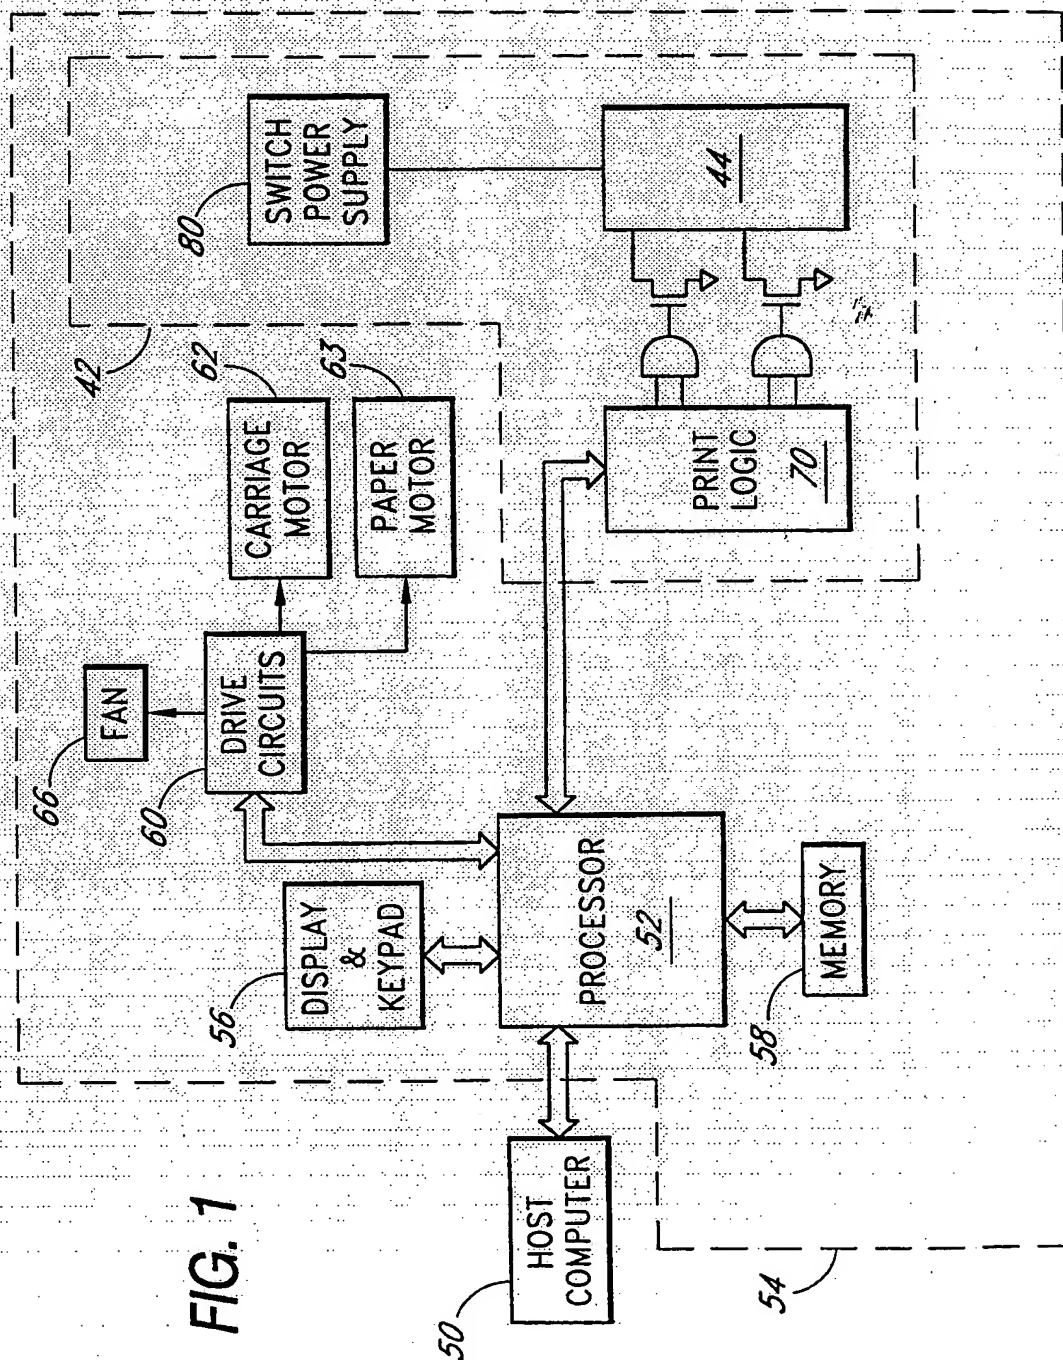 FIG. 1
50
HOST
COMPUTER
54
56
DISPLAY
&
KEYPAD
PROCESSOR
52
58
MEMORY
66
FAN
60
DRIVE
CIRCUITS
42
62
CARRIAGE
MOTOR
63
PAPER
MOTOR
PRINT
LOGIC
70
80
SWITCH
POWER
SUPPLY
44